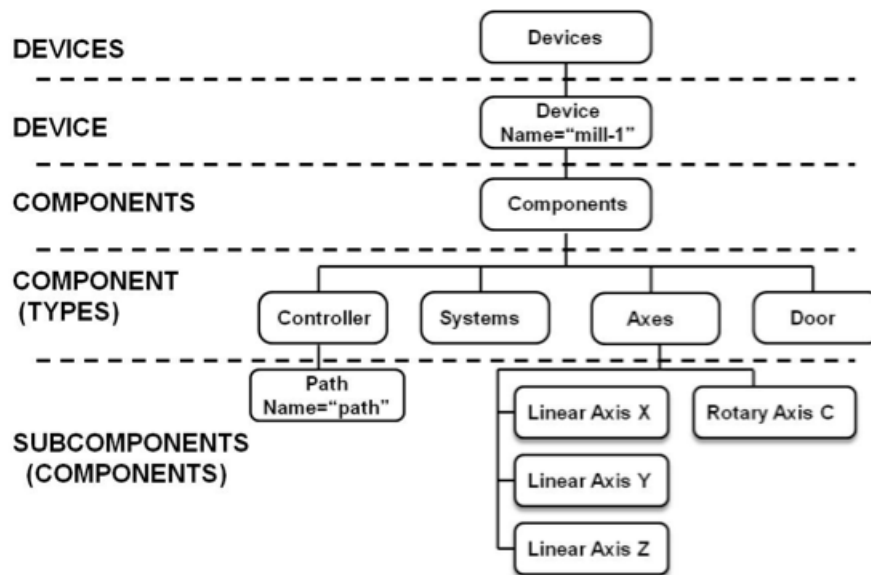 DEVICES
Devices
DEVICE
Device
Name=“mill-1”
COMPONENTS
Components
COMPONENT
(TYPES)
Controller
Systems
Axes
Door
SUBCOMPONENTS
(COMPONENTS)
Path
Name=“path”
Linear Axis X
Rotary Axis C
Linear Axis Y
Linear Axis Z